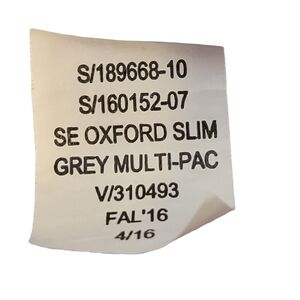 S/189668-10
S/160152-07
SE OXFORD SLIM
GREY MULTI-PAC
V/310493
FAL'16
4/16